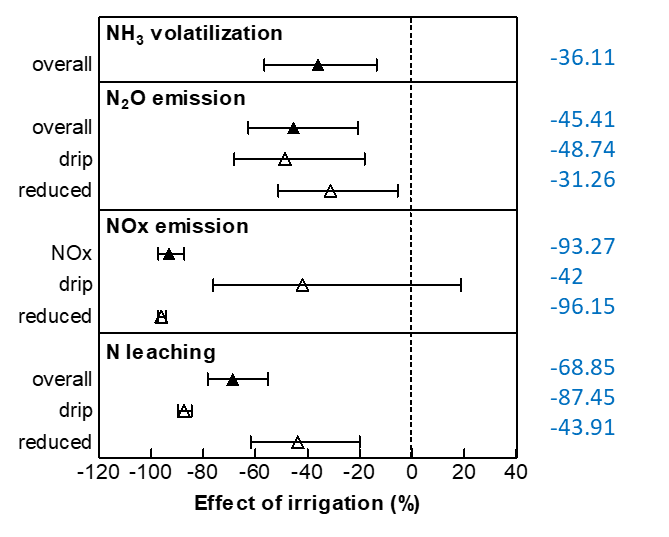 NH₃ volatilization
overall -36.11
N₂O emission
overall -45.41
drip -48.74
reduced -31.26
NOx emission
NOx -93.27
drip -42
reduced -96.15
N leaching
overall -68.85
drip -87.45
reduced -43.91
-120 -100 -80 -60 -40 -20 0 20 40
Effect of irrigation (%)